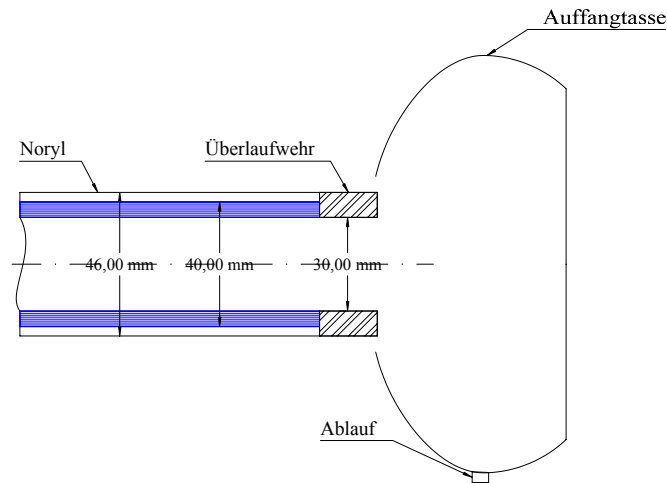 Auffangtasse
Noryl
Überlaufwehr
46,00 mm
40,00 mm
30,00 mm
Ablauf